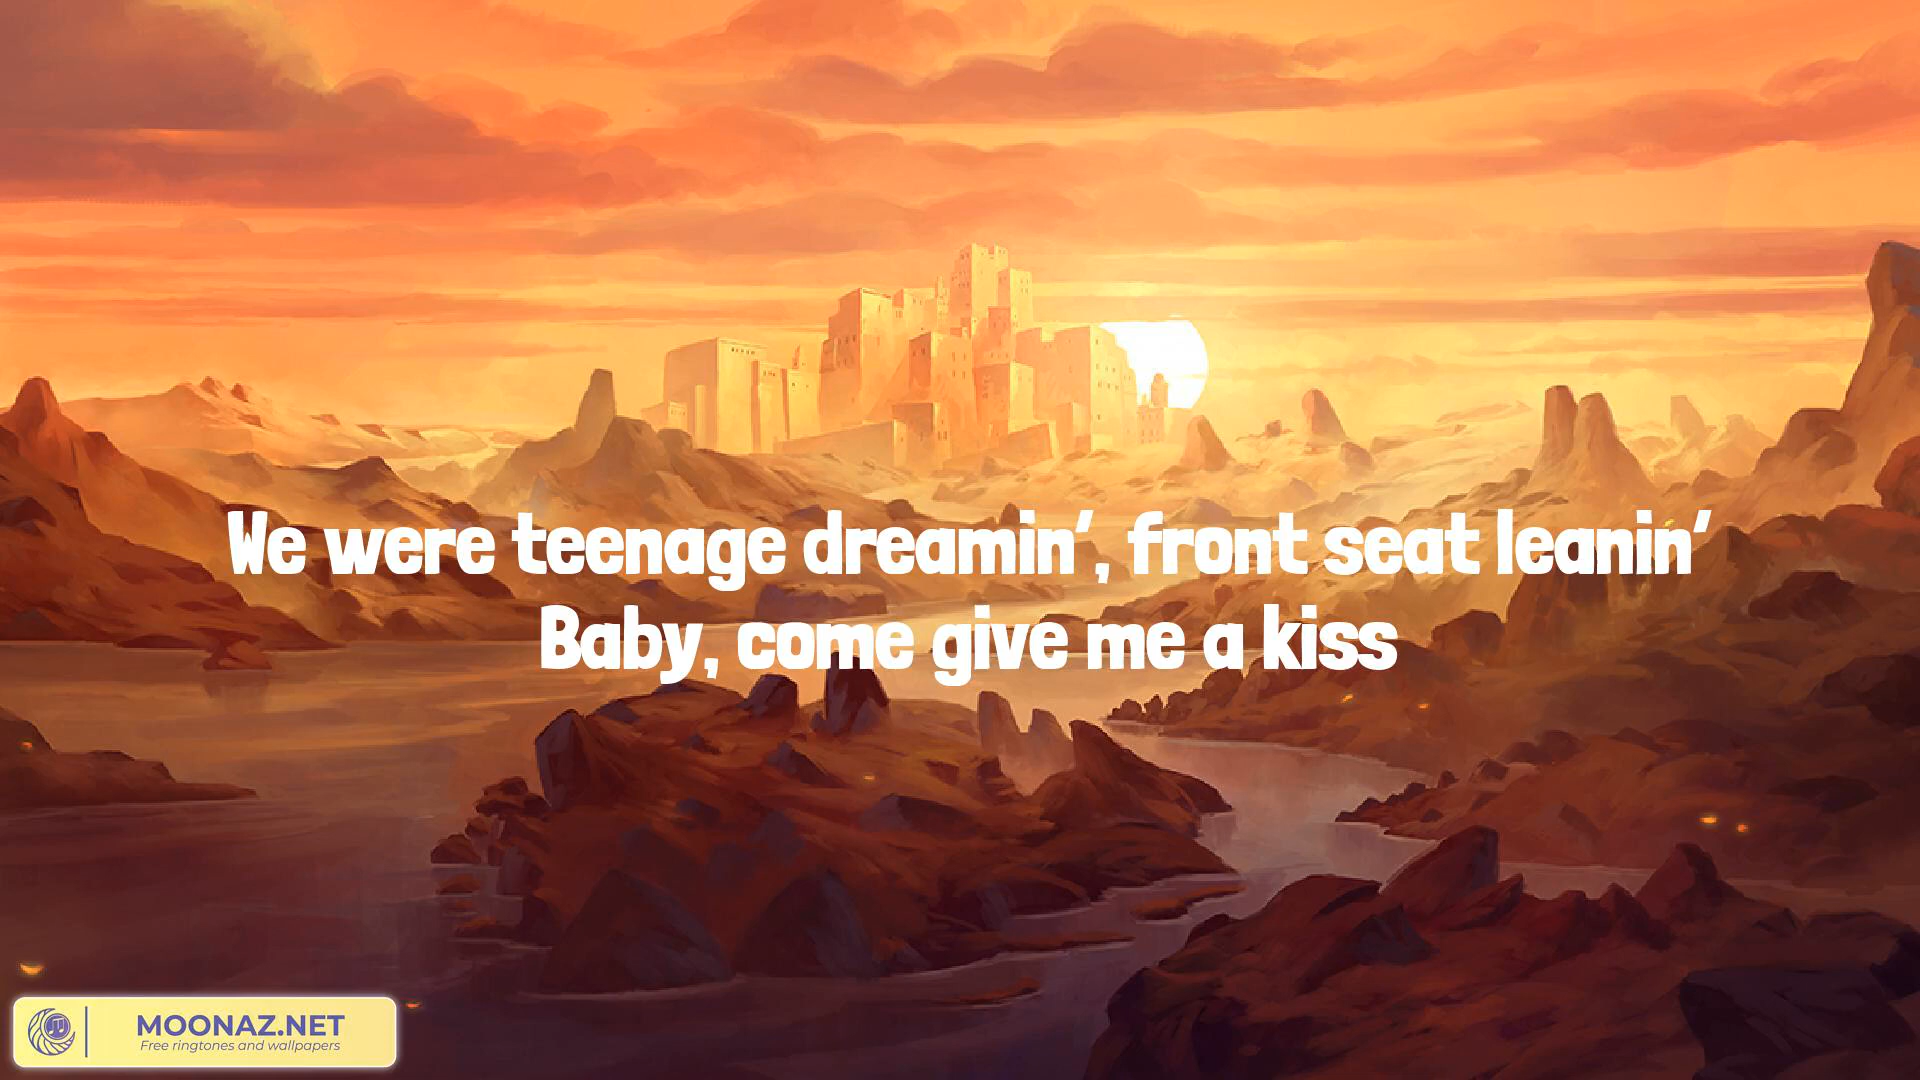 We were teenage dreamin', front seat leanin'
Baby, come give me a kiss
MOONAZ.NET
Free ringtones and wallpapers